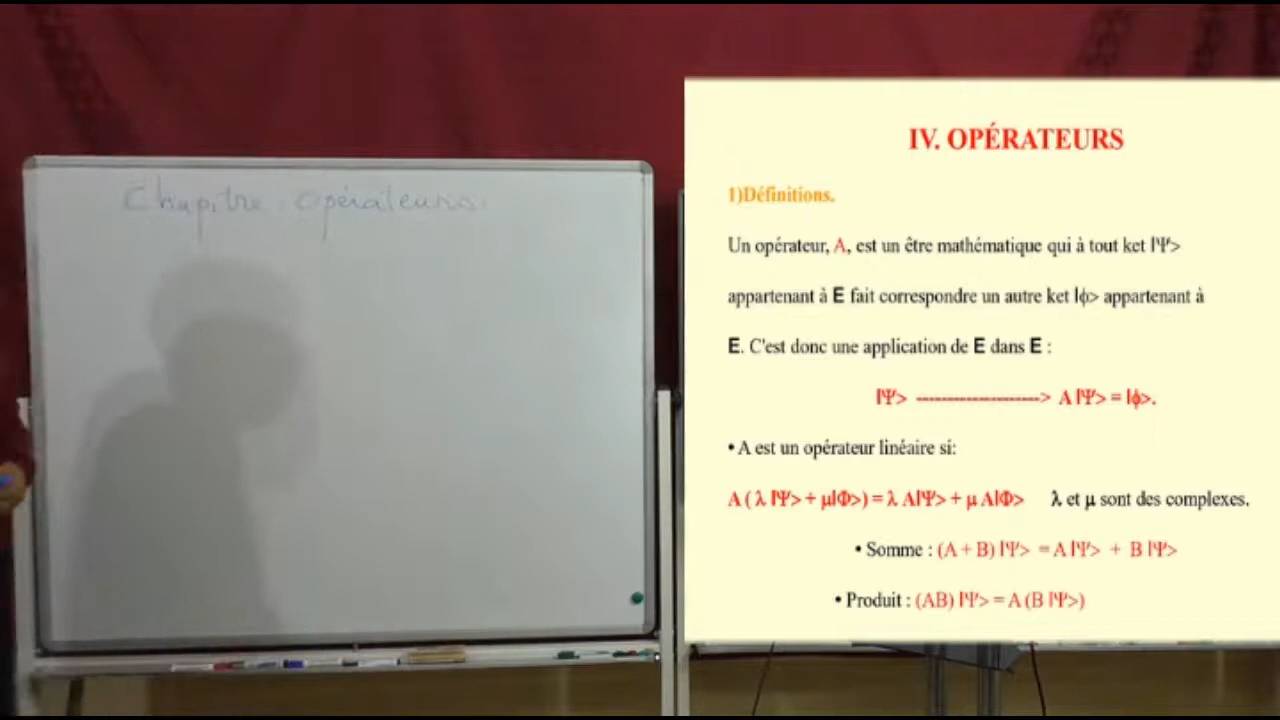 Chapitre : Opérateurs.
IV. OPÉRATEURS
1)Définitions.
Un opérateur, A, est un être mathématique qui à tout ket |Ψ>
appartenant à E fait correspondre un autre ket |ϕ> appartenant à
E. C'est donc une application de E dans E :
|Ψ> --------------------> A |Ψ> = |ϕ>.
• A est un opérateur linéaire si:
A ( λ |Ψ> + μ|Φ>) = λ A|Ψ> + μ A|Φ> λ et μ sont des complexes.
• Somme : (A + B) |Ψ> = A |Ψ> + B |Ψ>
• Produit : (AB) |Ψ> = A (B |Ψ>)